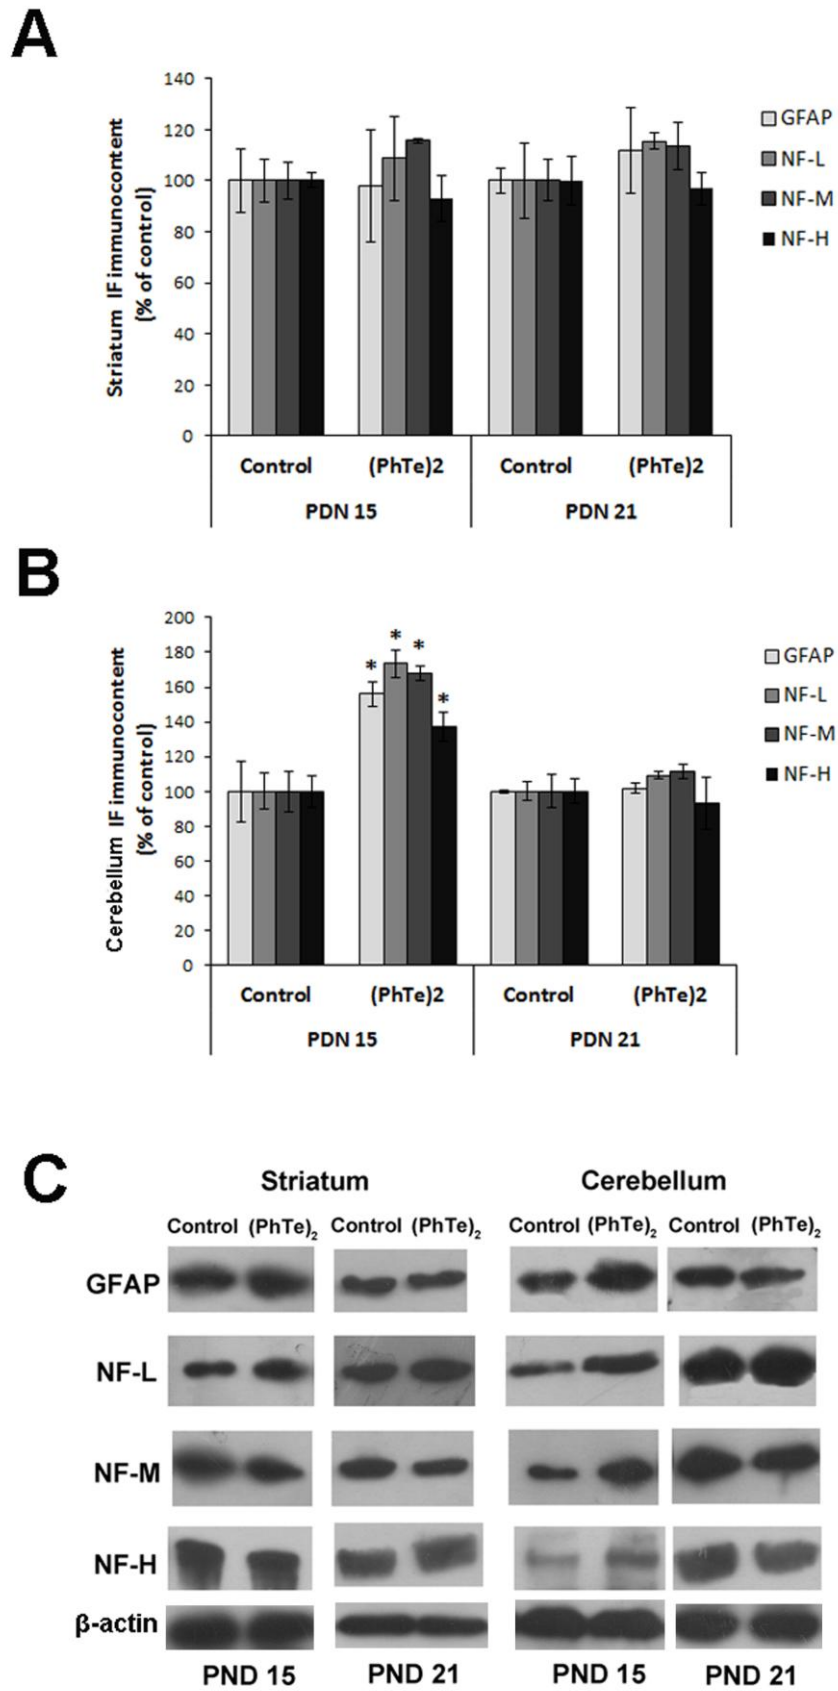 A
Striatum IF immunocontent
(% of control)
140
120
100
80
60
40
20
0
GFAP
NF-L
NF-M
NF-H
Control (PhTe)2 Control (PhTe)2
PDN 15 PDN 21
B
Cerebellum IF immunocontent
(% of control)
200
180
160
140
120
100
80
60
40
20
0
* * * *
GFAP
NF-L
NF-M
NF-H
Control (PhTe)2 Control (PhTe)2
PDN 15 PDN 21
C
Striatum Cerebellum
Control (PhTe)₂ Control (PhTe)₂ Control (PhTe)₂ Control (PhTe)₂
GFAP
NF-L
NF-M
NF-H
β-actin
PND 15 PND 21 PND 15 PND 21